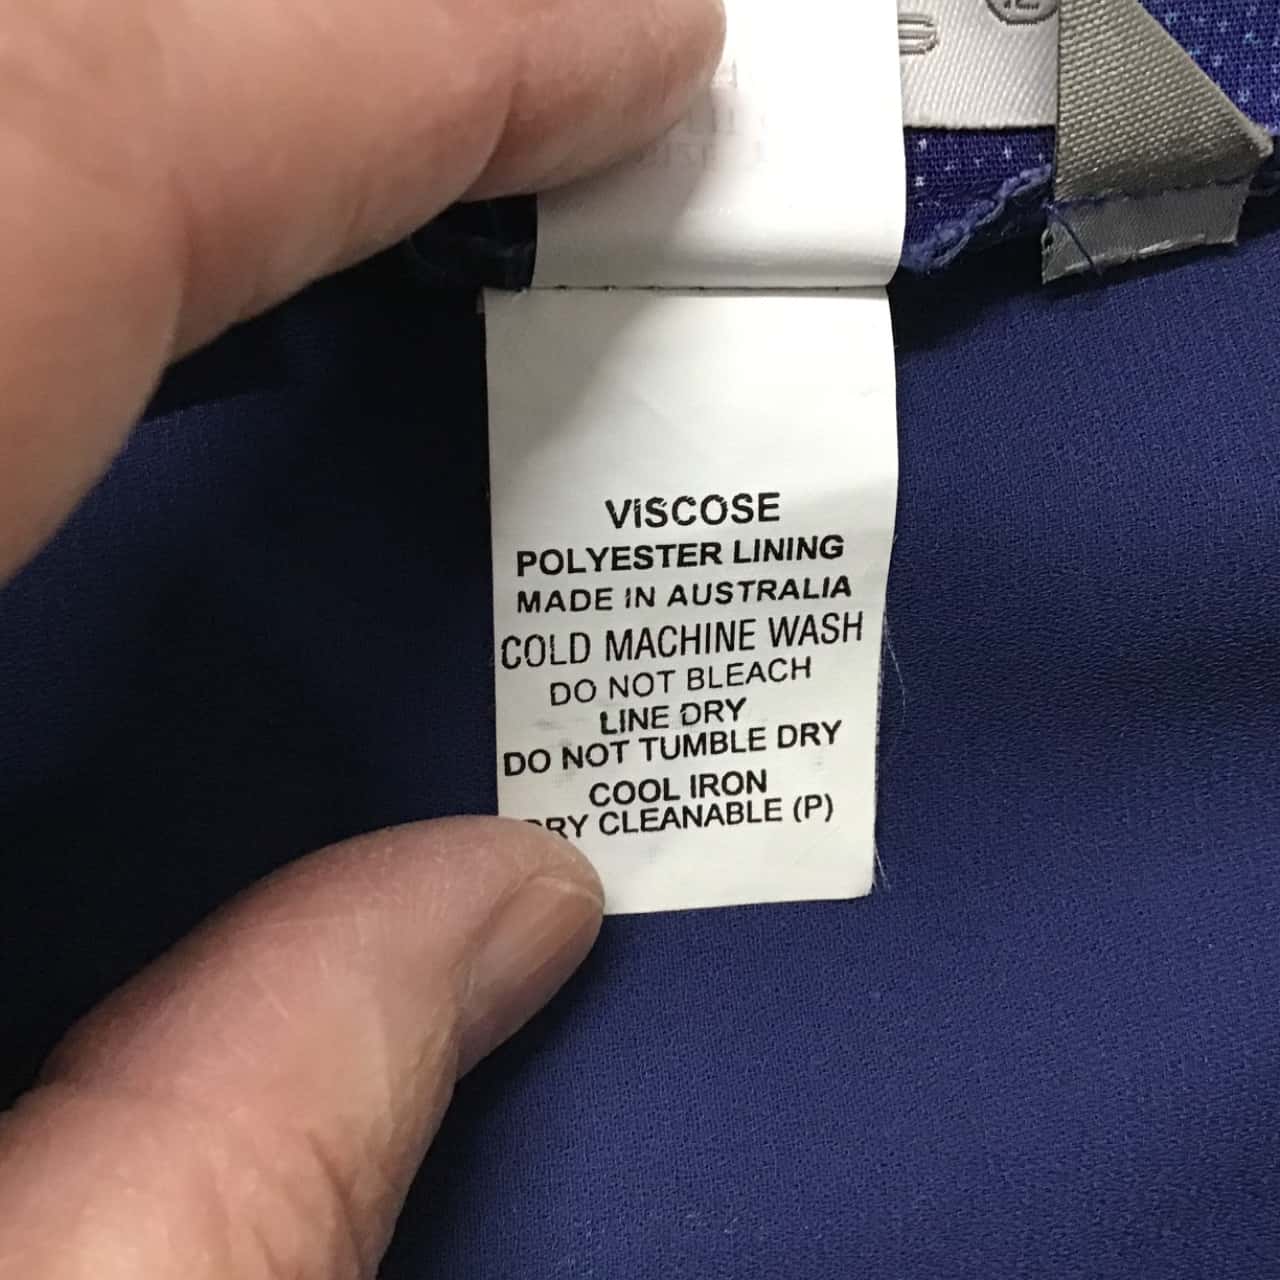 VISCOSE
POLYESTER LINING
MADE IN AUSTRALIA
COLD MACHINE WASH
DO NOT BLEACH
LINE DRY
DO NOT TUMBLE DRY
COOL IRON
DRY CLEANABLE (P)